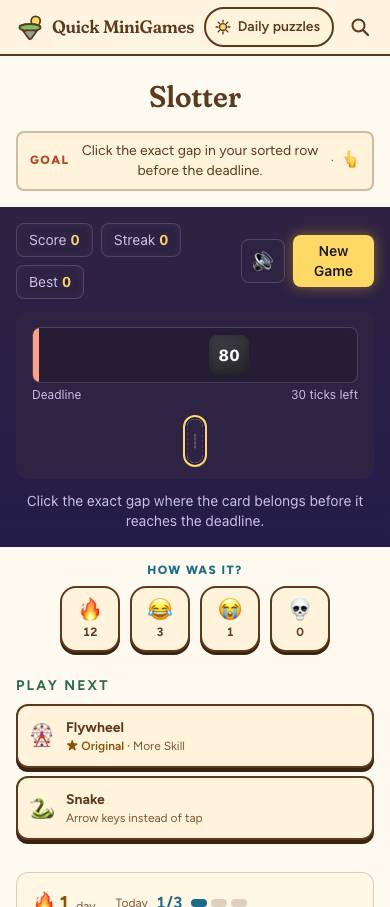 Quick MiniGames
Daily puzzles
Slotter
GOAL
Click the exact gap in your sorted row
before the deadline.
Score 0
Streak 0
Best 0
New
Game
80
Deadline
30 ticks left
Click the exact gap where the card belongs before it
reaches the deadline.
HOW WAS IT?
12
3
1
0
PLAY NEXT
Flywheel
Original · More Skill
Snake
Arrow keys instead of tap
1 day
Today 1/3